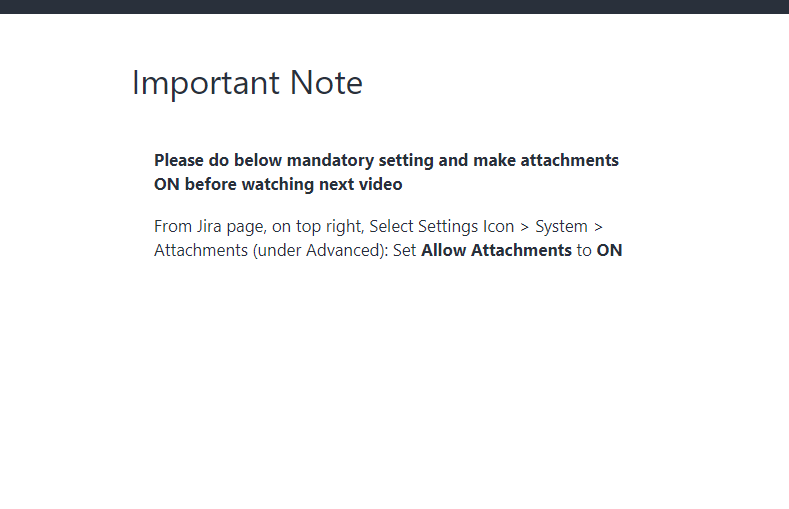 Important Note
Please do below mandatory setting and make attachments
ON before watching next video
From Jira page, on top right, Select Settings Icon > System >
Attachments (under Advanced): Set Allow Attachments to ON